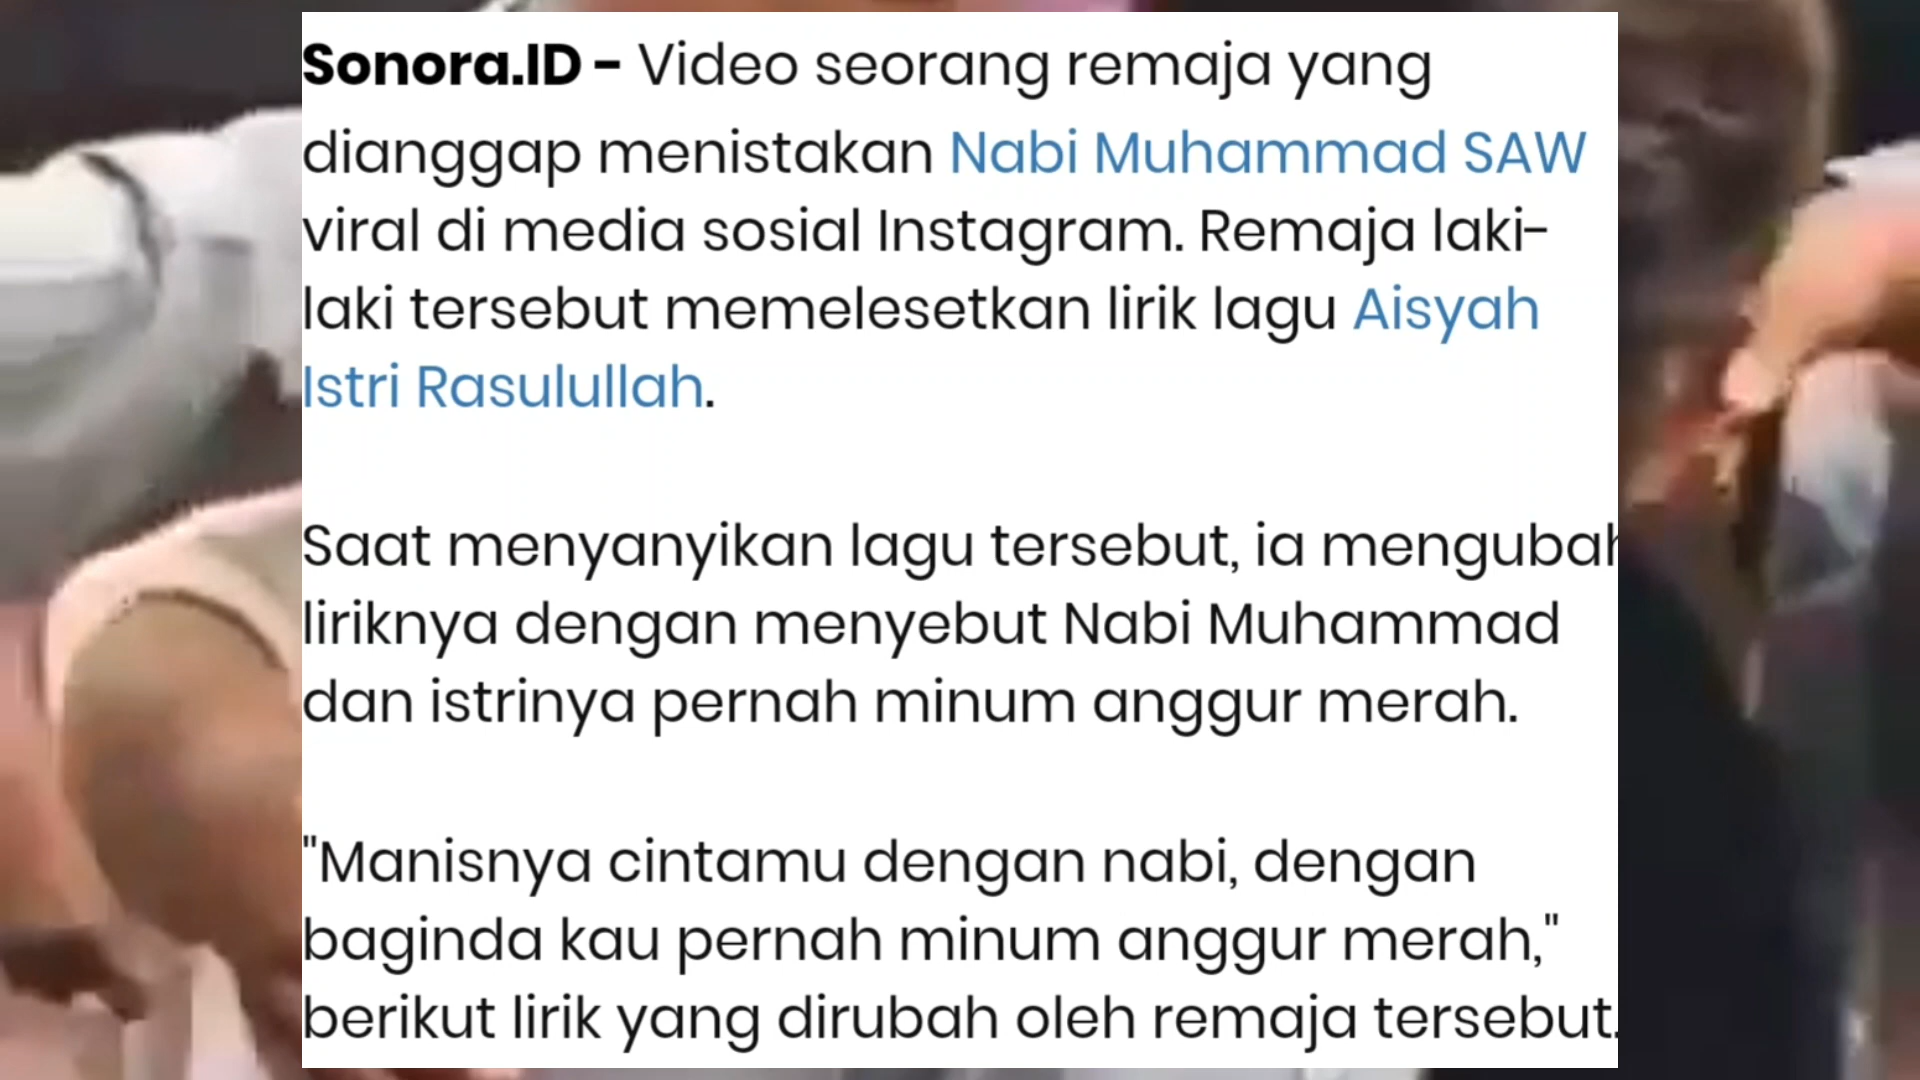 Sonora.ID - Video seorang remaja yang
dianggap menistakan Nabi Muhammad SAW
viral di media sosial Instagram. Remaja laki-
laki tersebut memelesetkan lirik lagu Aisyah
Istri Rasulullah.
Saat menyanyikan lagu tersebut, ia mengubah
liriknya dengan menyebut Nabi Muhammad
dan istrinya pernah minum anggur merah.
"Manisnya cintamu dengan nabi, dengan
baginda kau pernah minum anggur merah,"
berikut lirik yang dirubah oleh remaja tersebut.